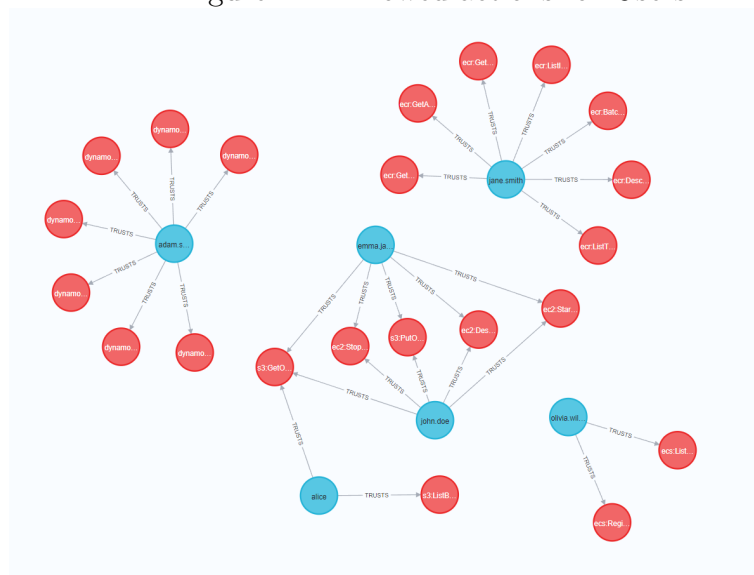 ecr:Get...
ecr:ListI...
ecr:GetA...
ecr:Batc...
ecr:Get...
jane.smith
ecr:Desc...
ecr:ListT...
TRUSTS
TRUSTS
TRUSTS
TRUSTS
TRUSTS
TRUSTS
TRUSTS
dynamo...
dynamo...
dynamo...
dynamo...
adam.s...
dynamo...
dynamo...
dynamo...
TRUSTS
TRUSTS
TRUSTS
TRUSTS
TRUSTS
TRUSTS
TRUSTS
emma.ja...
TRUSTS
TRUSTS
TRUSTS
TRUSTS
TRUSTS
ec2:Star...
ec2:Des...
s3:PutO...
ec2:Stop...
s3:GetO...
TRUSTS
TRUSTS
TRUSTS
TRUSTS
TRUSTS
john.doe
olivia.wil...
TRUSTS
ecs:List...
TRUSTS
ecs:Regi...
TRUSTS
alice
TRUSTS
s3:ListB...